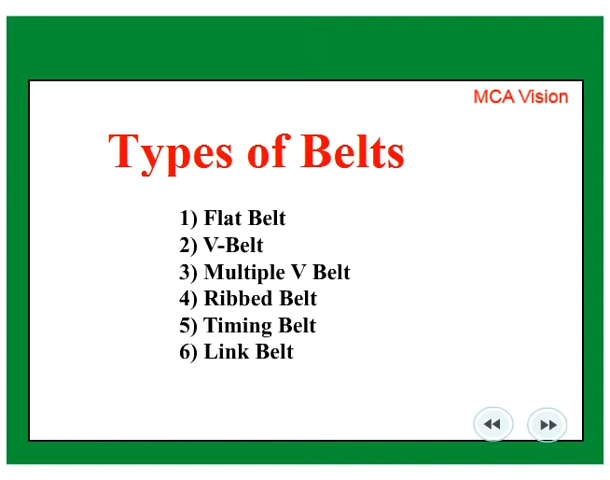 MCA Vision
Types of Belts
1) Flat Belt
2) V-Belt
3) Multiple V Belt
4) Ribbed Belt
5) Timing Belt
6) Link Belt